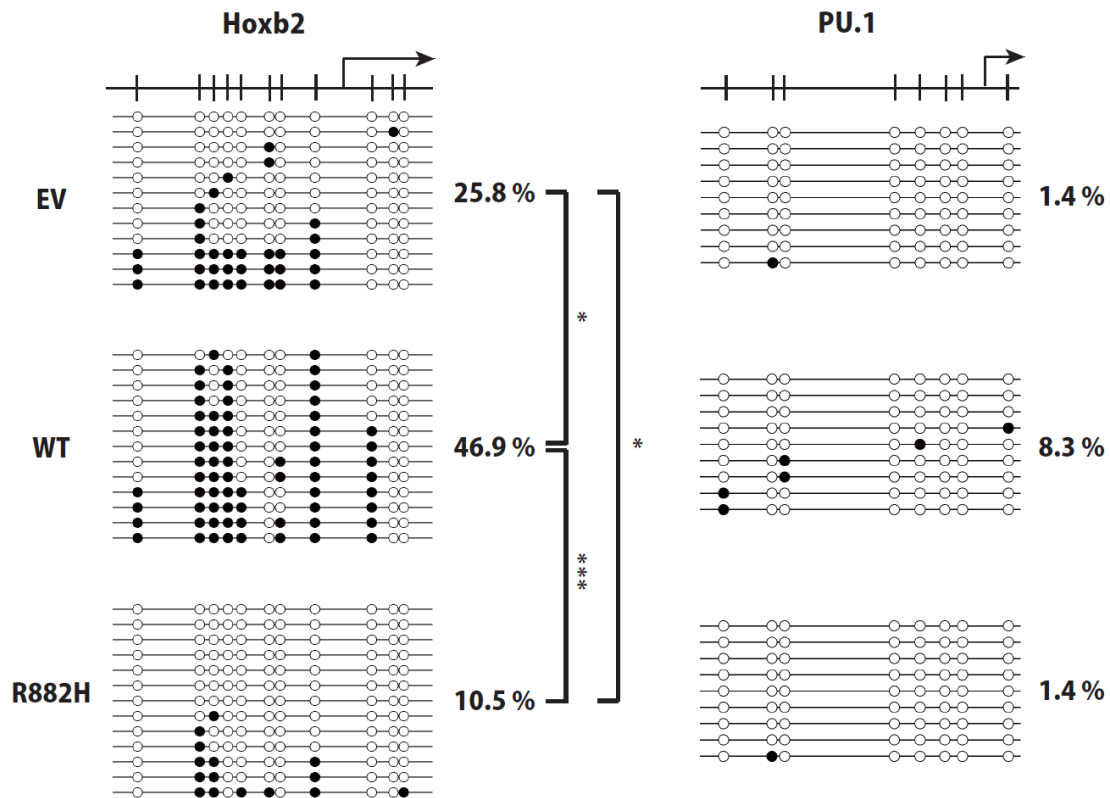 Hoxb2
PU.1
EV
25.8 %
1.4 %
*
WT
46.9 %
*
8.3 %
***
R882H
10.5 %
1.4 %